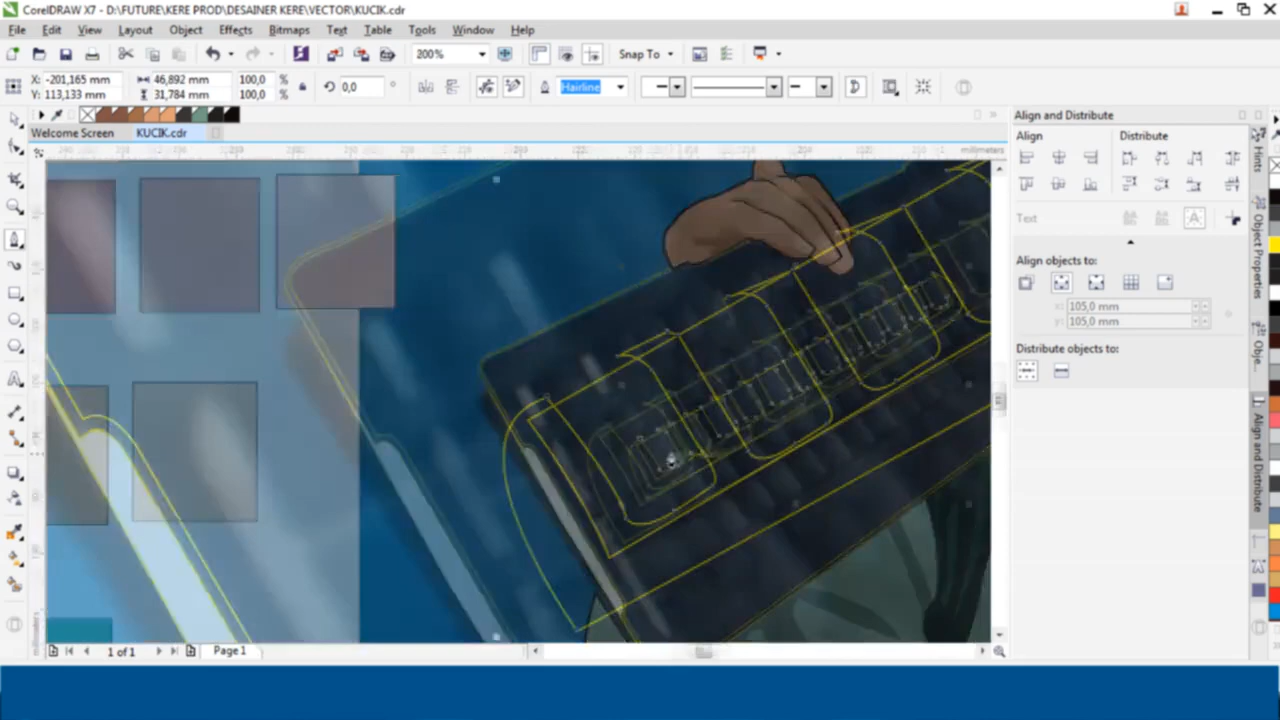 CorelDRAW X7 - D:\FUTURE\KERE PROD\DESAINER KERE\VECTOR\KUCIK.cdr
File Edit View Layout Object Effects Bitmaps Text Table Tools Window Help
200% Snap To
X: -201,165 mm 46,892 mm 100,0 %
Y: 113,133 mm 31,784 mm 100,0 %
0,0 ° Hairline
Welcome Screen KUCIK.cdr
millimeters
millimeters
1 of 1 Page 1
Align and Distribute
Align Distribute
Text
Align objects to:
x: 105,0 mm
y: 105,0 mm
Distribute objects to:
Hints
Object Properties
Obje...
Align and Distribute